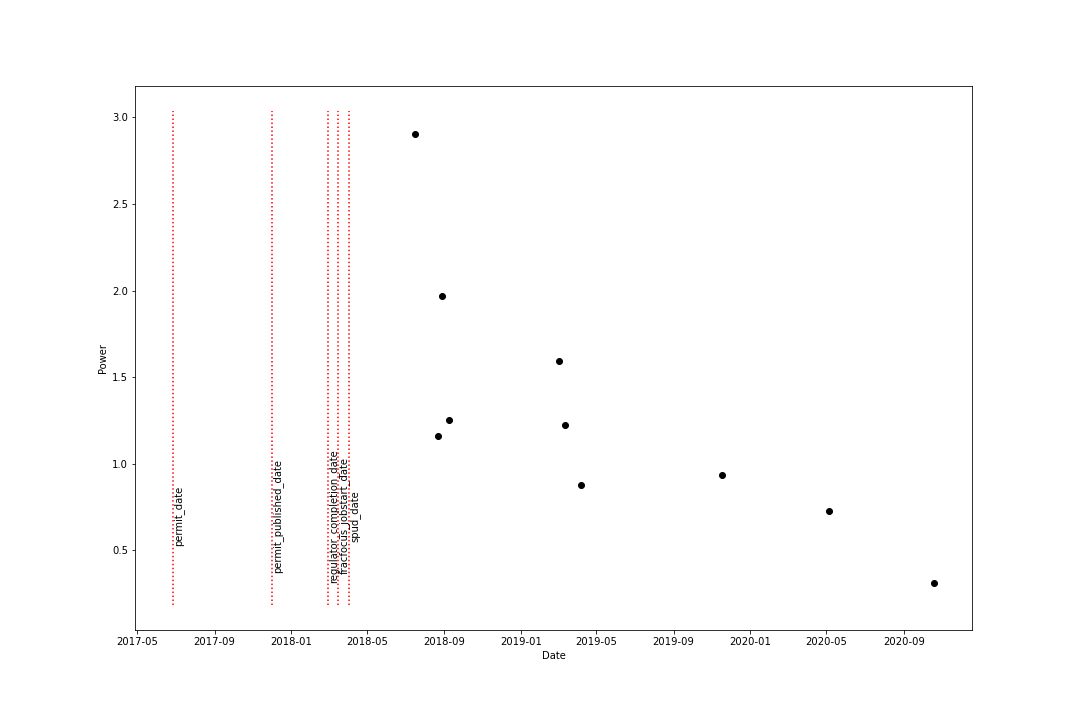 3.0
2.5
2.0
1.5
1.0
0.5
Power
permit_date
permit_published_date
regulator_completion_date
fracfocus_jobstart_date
spud_date
2017-05 2017-09 2018-01 2018-05 2018-09 2019-01 2019-05 2019-09 2020-01 2020-05 2020-09
Date